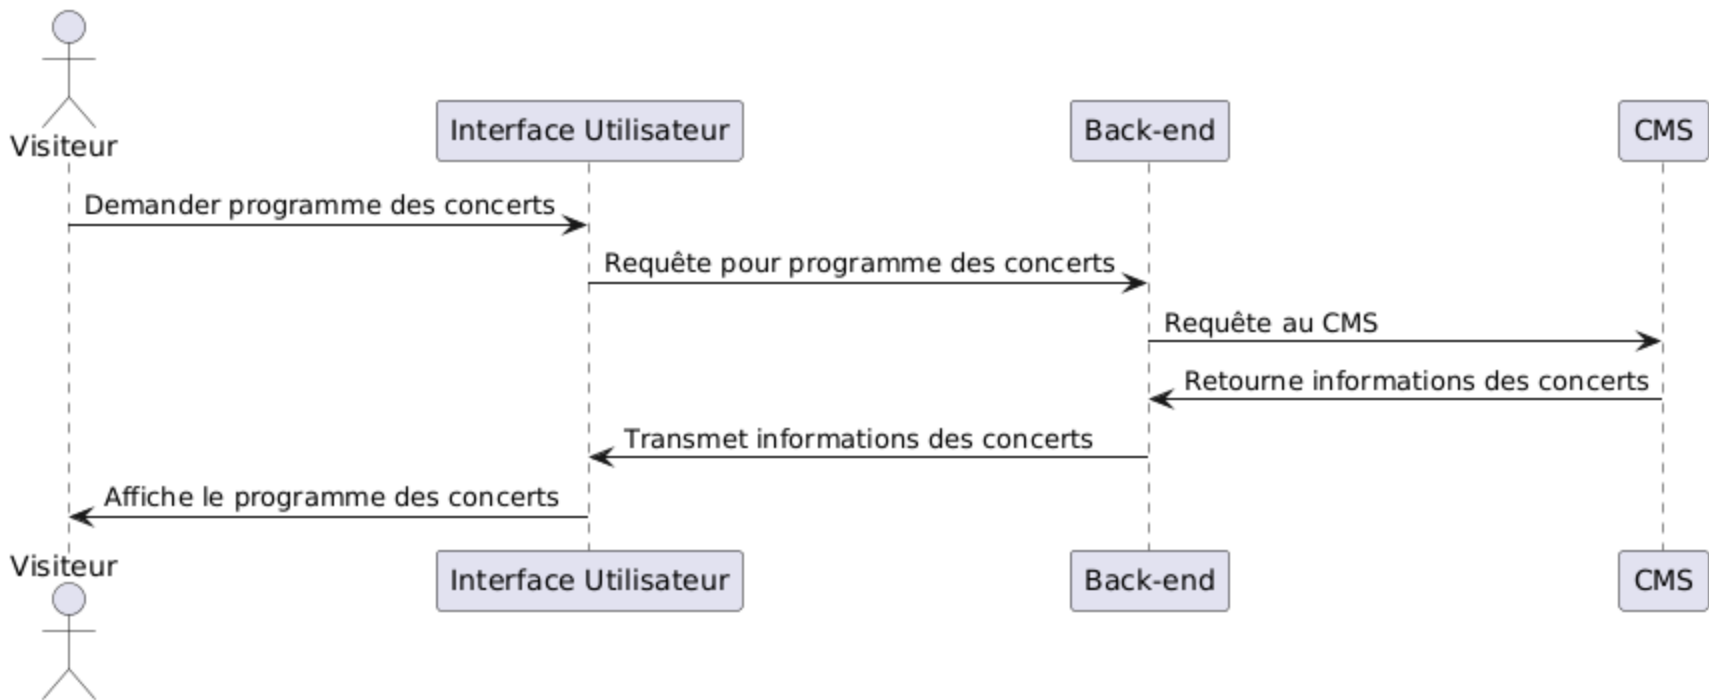 Visiteur
Interface Utilisateur
Back-end
CMS
Demander programme des concerts
Requête pour programme des concerts
Requête au CMS
Retourne informations des concerts
Transmet informations des concerts
Affiche le programme des concerts
Visiteur
Interface Utilisateur
Back-end
CMS